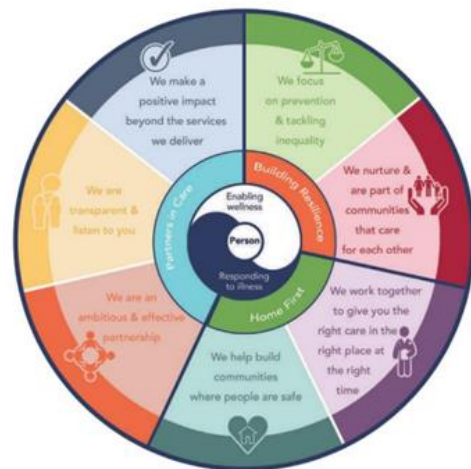 We make a
positive impact
beyond the services
we deliver
We focus
on prevention
& tackling
inequality
We nurture &
are part of
communities
that care
for each other
We work together
to give you the
right care in the
right place at
the right
time
We help build
communities
where people are safe
We are an
ambitious & effective
partnership
We are
transparent &
listen to you
Partners in Care
Building Resilience
Home First
Enabling
wellness
Person
Responding
to illness